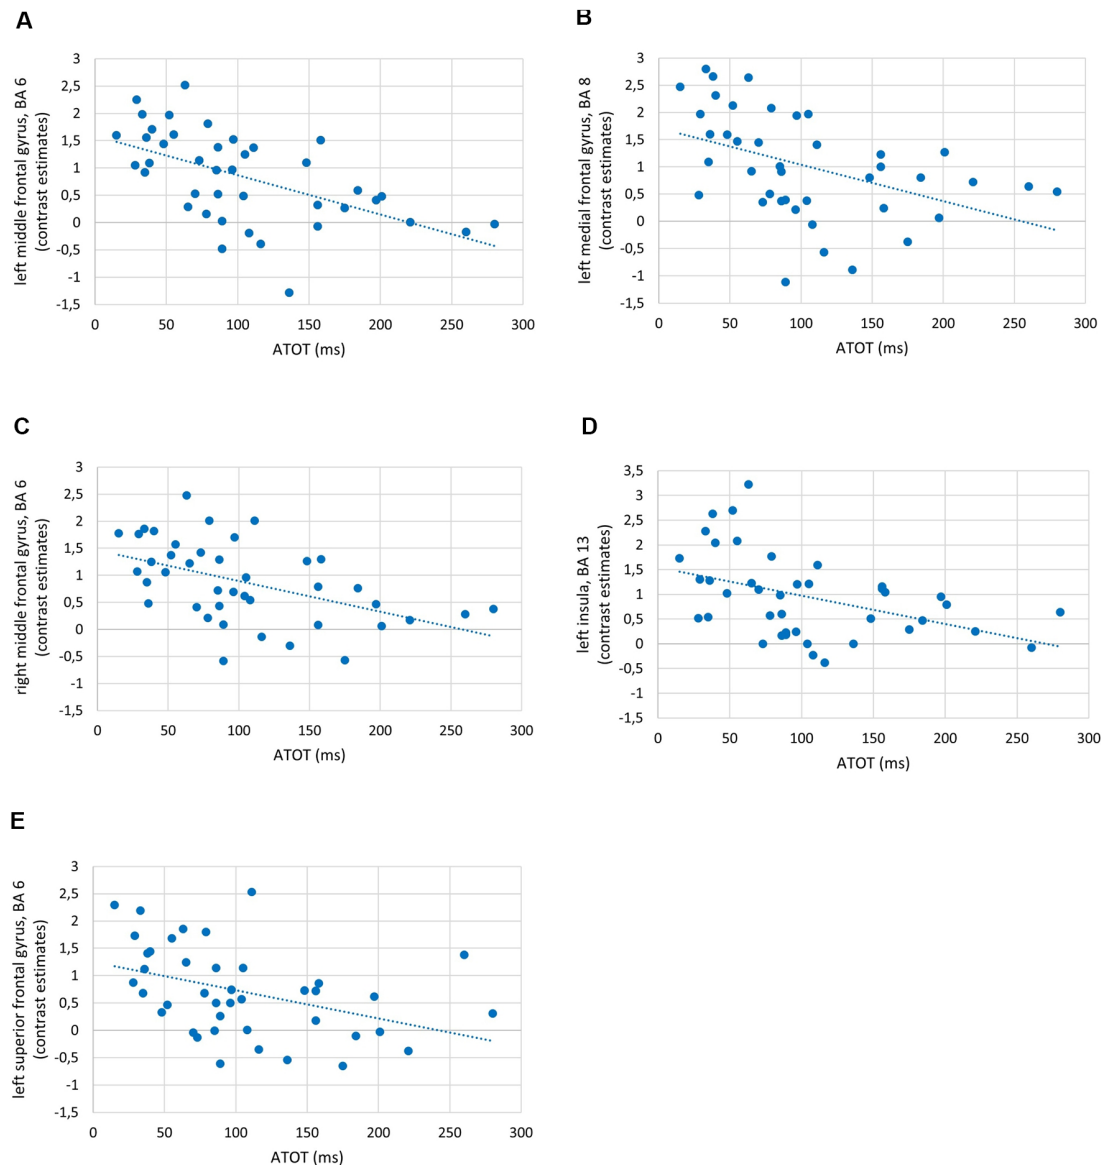 A
left middle frontal gyrus, BA 6
(contrast estimates)
3
2,5
2
1,5
1
0,5
0
-0,5
-1
-1,5
0 50 100 150 200 250 300
ATOT (ms)
B
left medial frontal gyrus, BA 8
(contrast estimates)
3
2,5
2
1,5
1
0,5
0
-0,5
-1
-1,5
0 50 100 150 200 250 300
ATOT (ms)
C
right middle frontal gyrus, BA 6
(contrast estimates)
3
2,5
2
1,5
1
0,5
0
-0,5
-1
-1,5
0 50 100 150 200 250 300
ATOT (ms)
D
left insula, BA 13
(contrast estimates)
3,5
3
2,5
2
1,5
1
0,5
0
-0,5
-1
-1,5
0 50 100 150 200 250 300
ATOT (ms)
E
left superior frontal gyrus, BA 6
(contrast estimates)
3
2,5
2
1,5
1
0,5
0
-0,5
-1
-1,5
0 50 100 150 200 250 300
ATOT (ms)